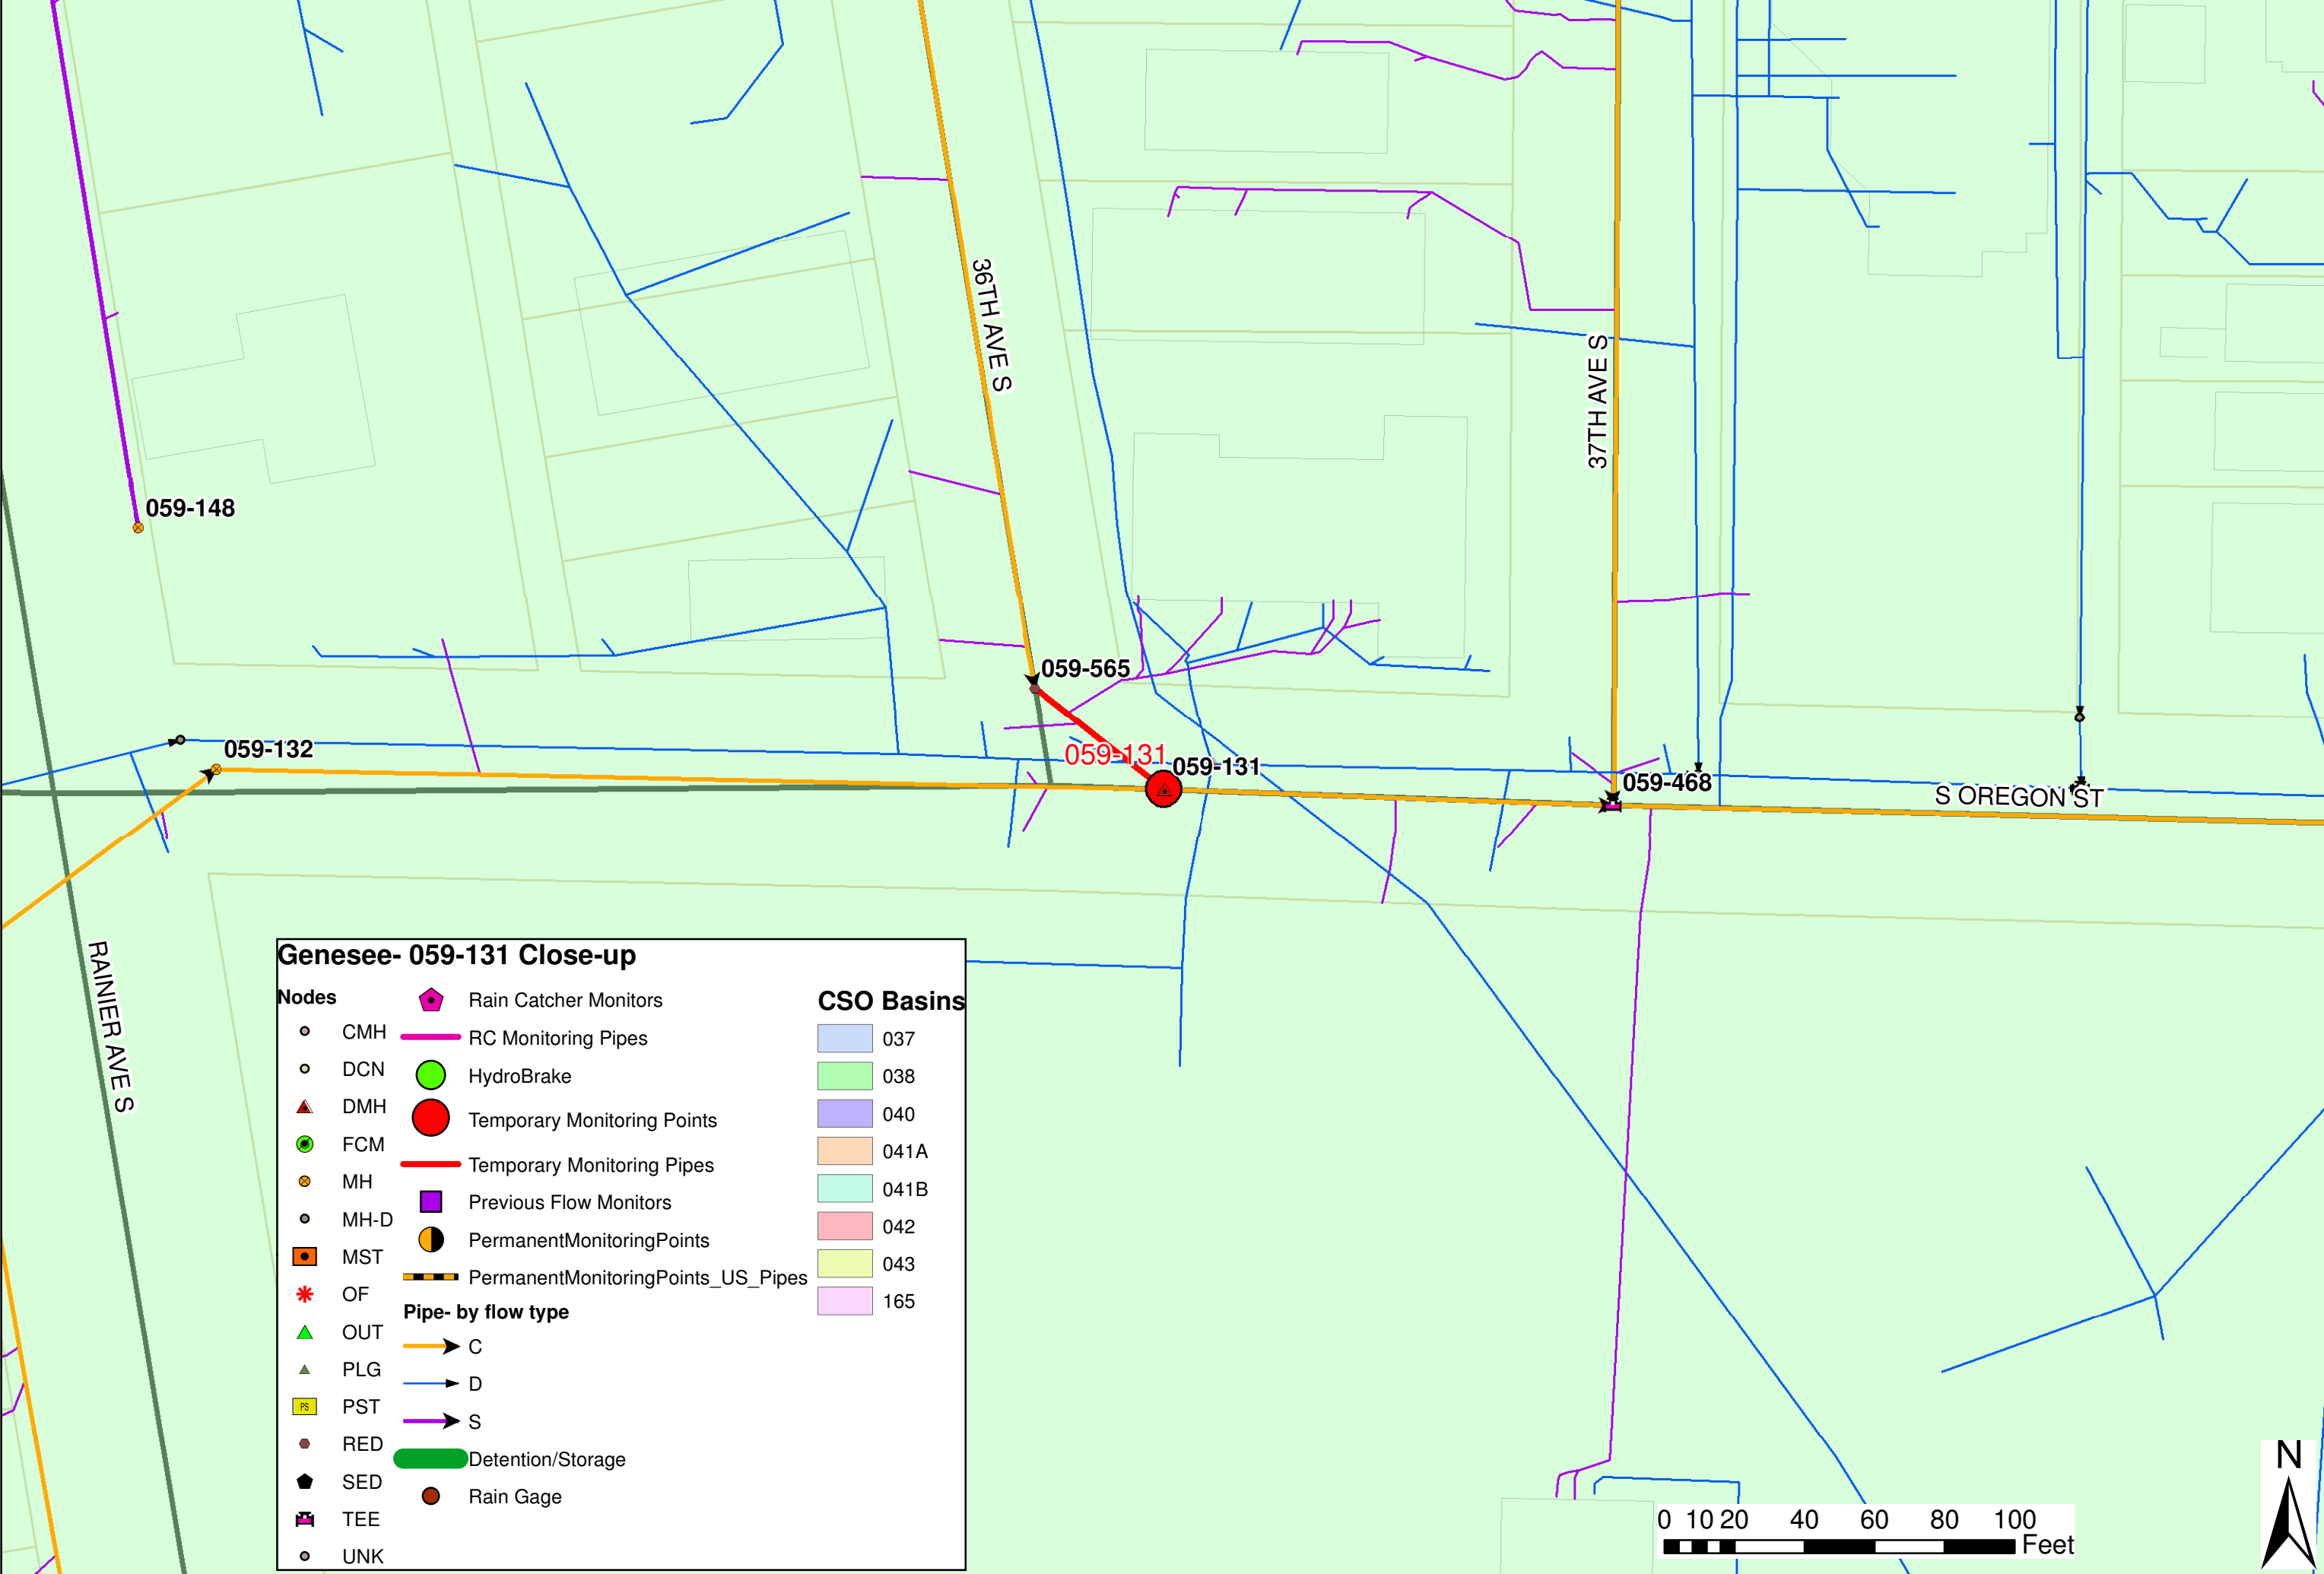 36TH AVE S
37TH AVE S
059-148
059-565
059-132
059-131
059-131
059-468
S OREGON ST
RAINIER AVE S
Genesee- 059-131 Close-up
Nodes
CMH
DCN
DMH
FCM
MH
MH-D
MST
OF
OUT
PLG
PS
PST
RED
SED
TEE
UNK
Rain Catcher Monitors
RC Monitoring Pipes
HydroBrake
Temporary Monitoring Points
Temporary Monitoring Pipes
Previous Flow Monitors
PermanentMonitoringPoints
PermanentMonitoringPoints_US_Pipes
Pipe- by flow type
C
D
S
Detention/Storage
Rain Gage
CSO Basins
037
038
040
041A
041B
042
043
165
N
0 10 20 40 60 80 100
Feet